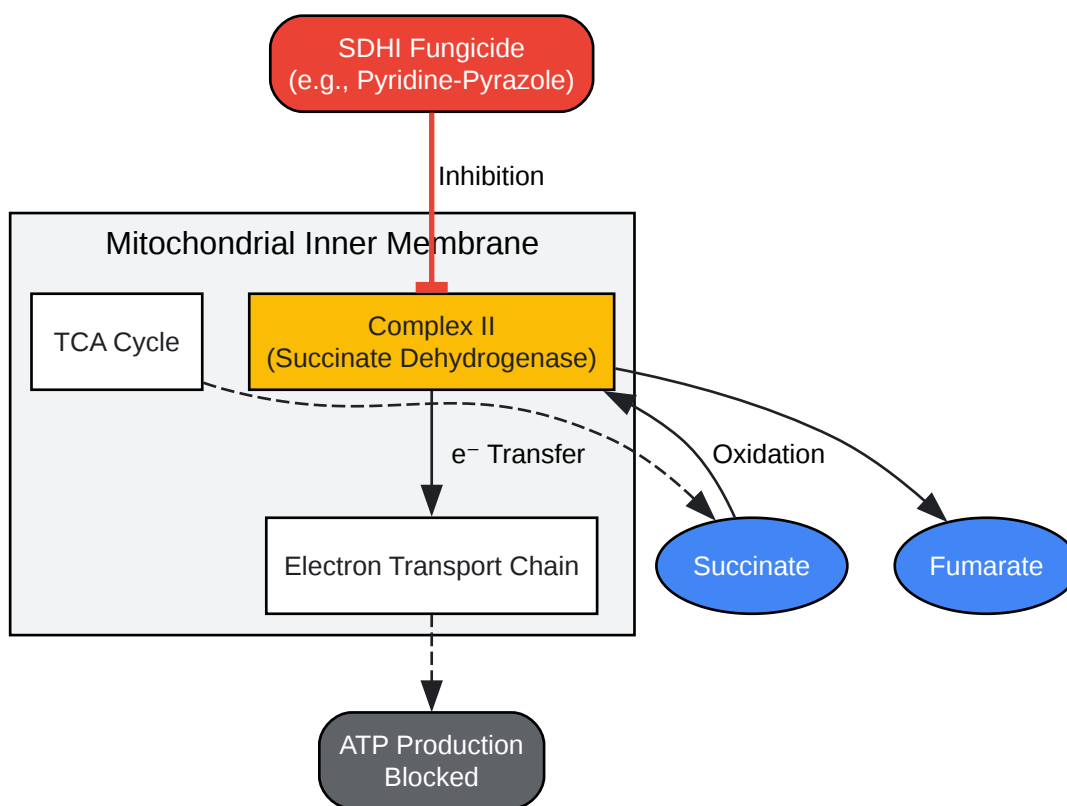 SDHI Fungicide
(e.g., Pyridine-Pyrazole)
Inhibition
Mitochondrial Inner Membrane
TCA Cycle
Complex II
(Succinate Dehydrogenase)
e⁻ Transfer
Oxidation
Electron Transport Chain
Succinate
Fumarate
ATP Production
Blocked